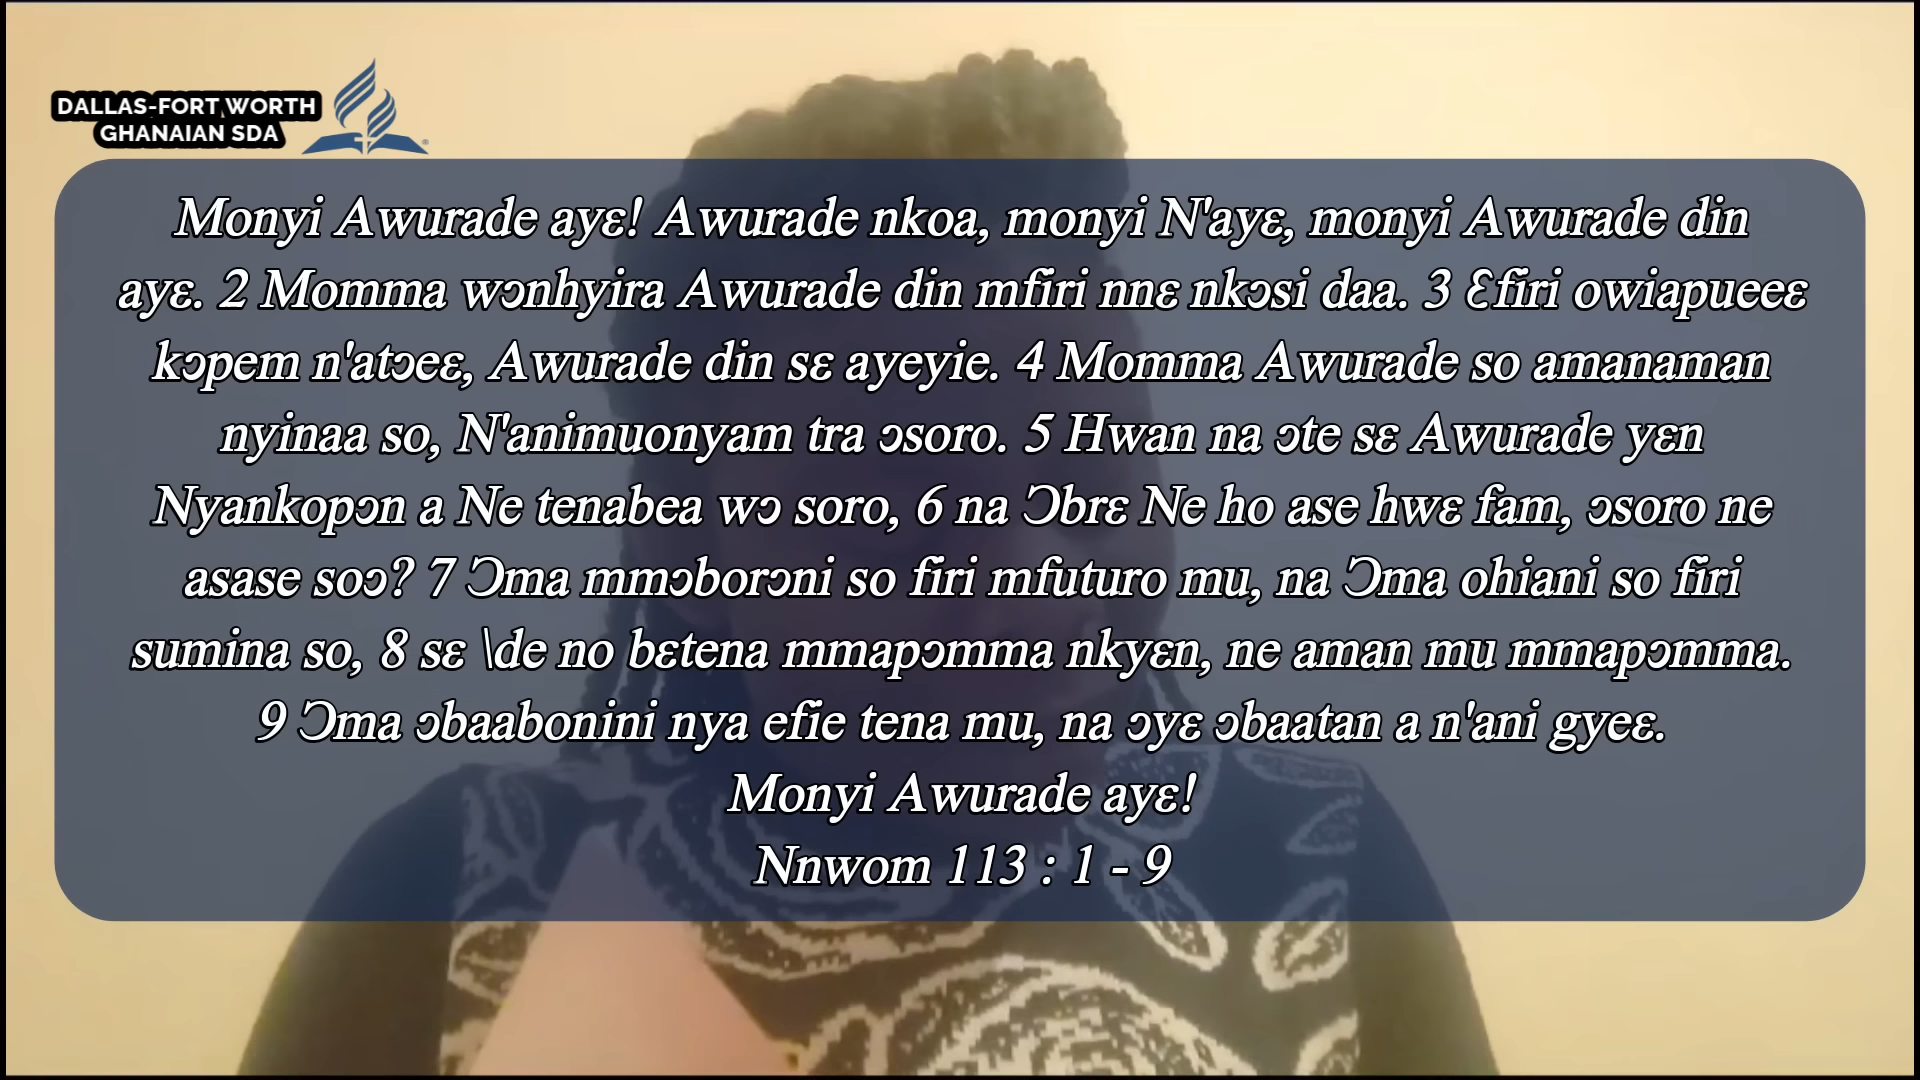 DALLAS-FORT WORTH
GHANAIAN SDA
Monyi Awurade ayɛ! Awurade nkoa, monyi N'ayɛ, monyi Awurade din
ayɛ. 2 Momma wɔnhyira Awurade din mfiri nnɛ nkɔsi daa. 3 Ɛfiri owiapueeɛ
kɔpem n'atɔeɛ, Awurade din sɛ ayeyie. 4 Momma Awurade so amanaman
nyinaa so, N'animuonyam tra ɔsoro. 5 Hwan na ɔte sɛ Awurade yɛn
Nyankopɔn a Ne tenabea wɔ soro, 6 na Ɔbrɛ Ne ho ase hwɛ fam, ɔsoro ne
asase soɔ? 7 Ɔma mmɔborɔni so firi mfuturo mu, na Ɔma ohiani so firi
sumina so, 8 sɛ \de no bɛtena mmapɔmma nkyɛn, ne aman mu mmapɔmma.
9 Ɔma ɔbaabonini nya efie tena mu, na ɔyɛ ɔbaatan a n'ani gyeɛ.
Monyi Awurade ayɛ!
Nnwom 113 : 1 - 9